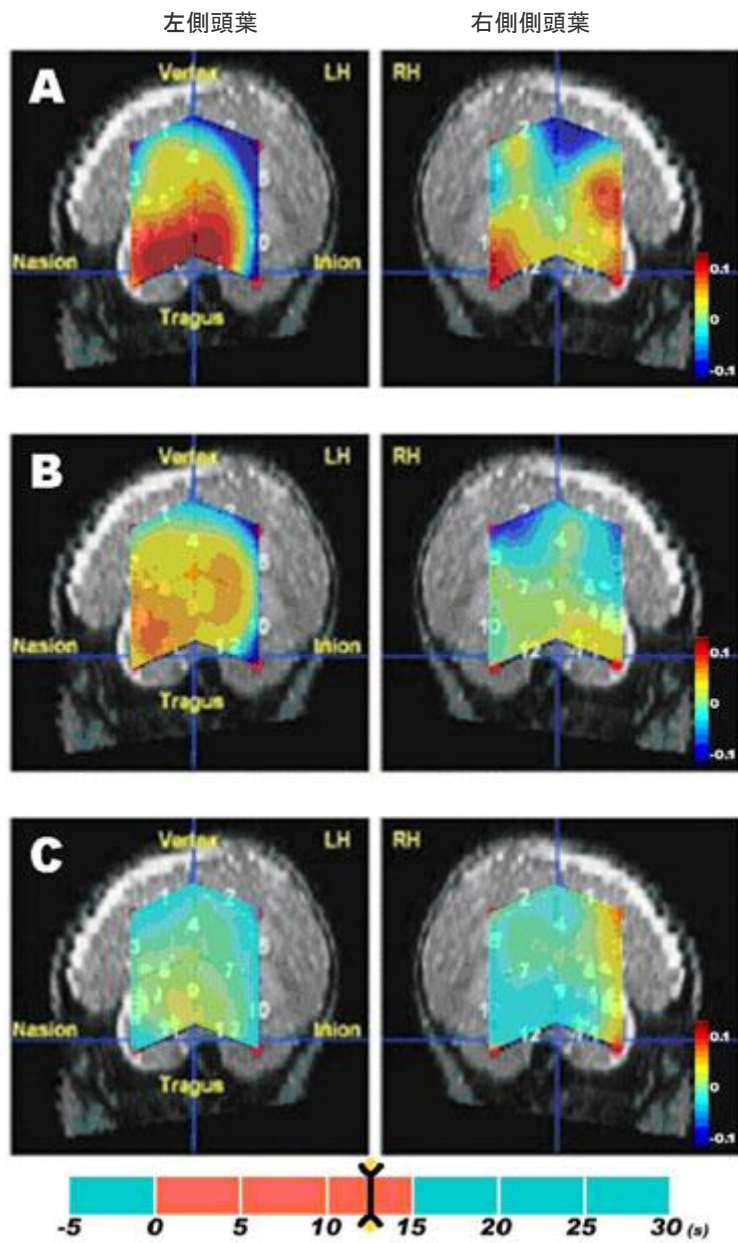 左側頭葉 右側側頭葉
A Vertex LH RH
Nasion Inion
Tragus
0.1
0
-0.1
B Vertex LH RH
Nasion Inion
Tragus
0.1
0
-0.1
C Vertex LH RH
Nasion Inion
Tragus
0.1
0
-0.1
-5 0 5 10 15 20 25 30 (s)